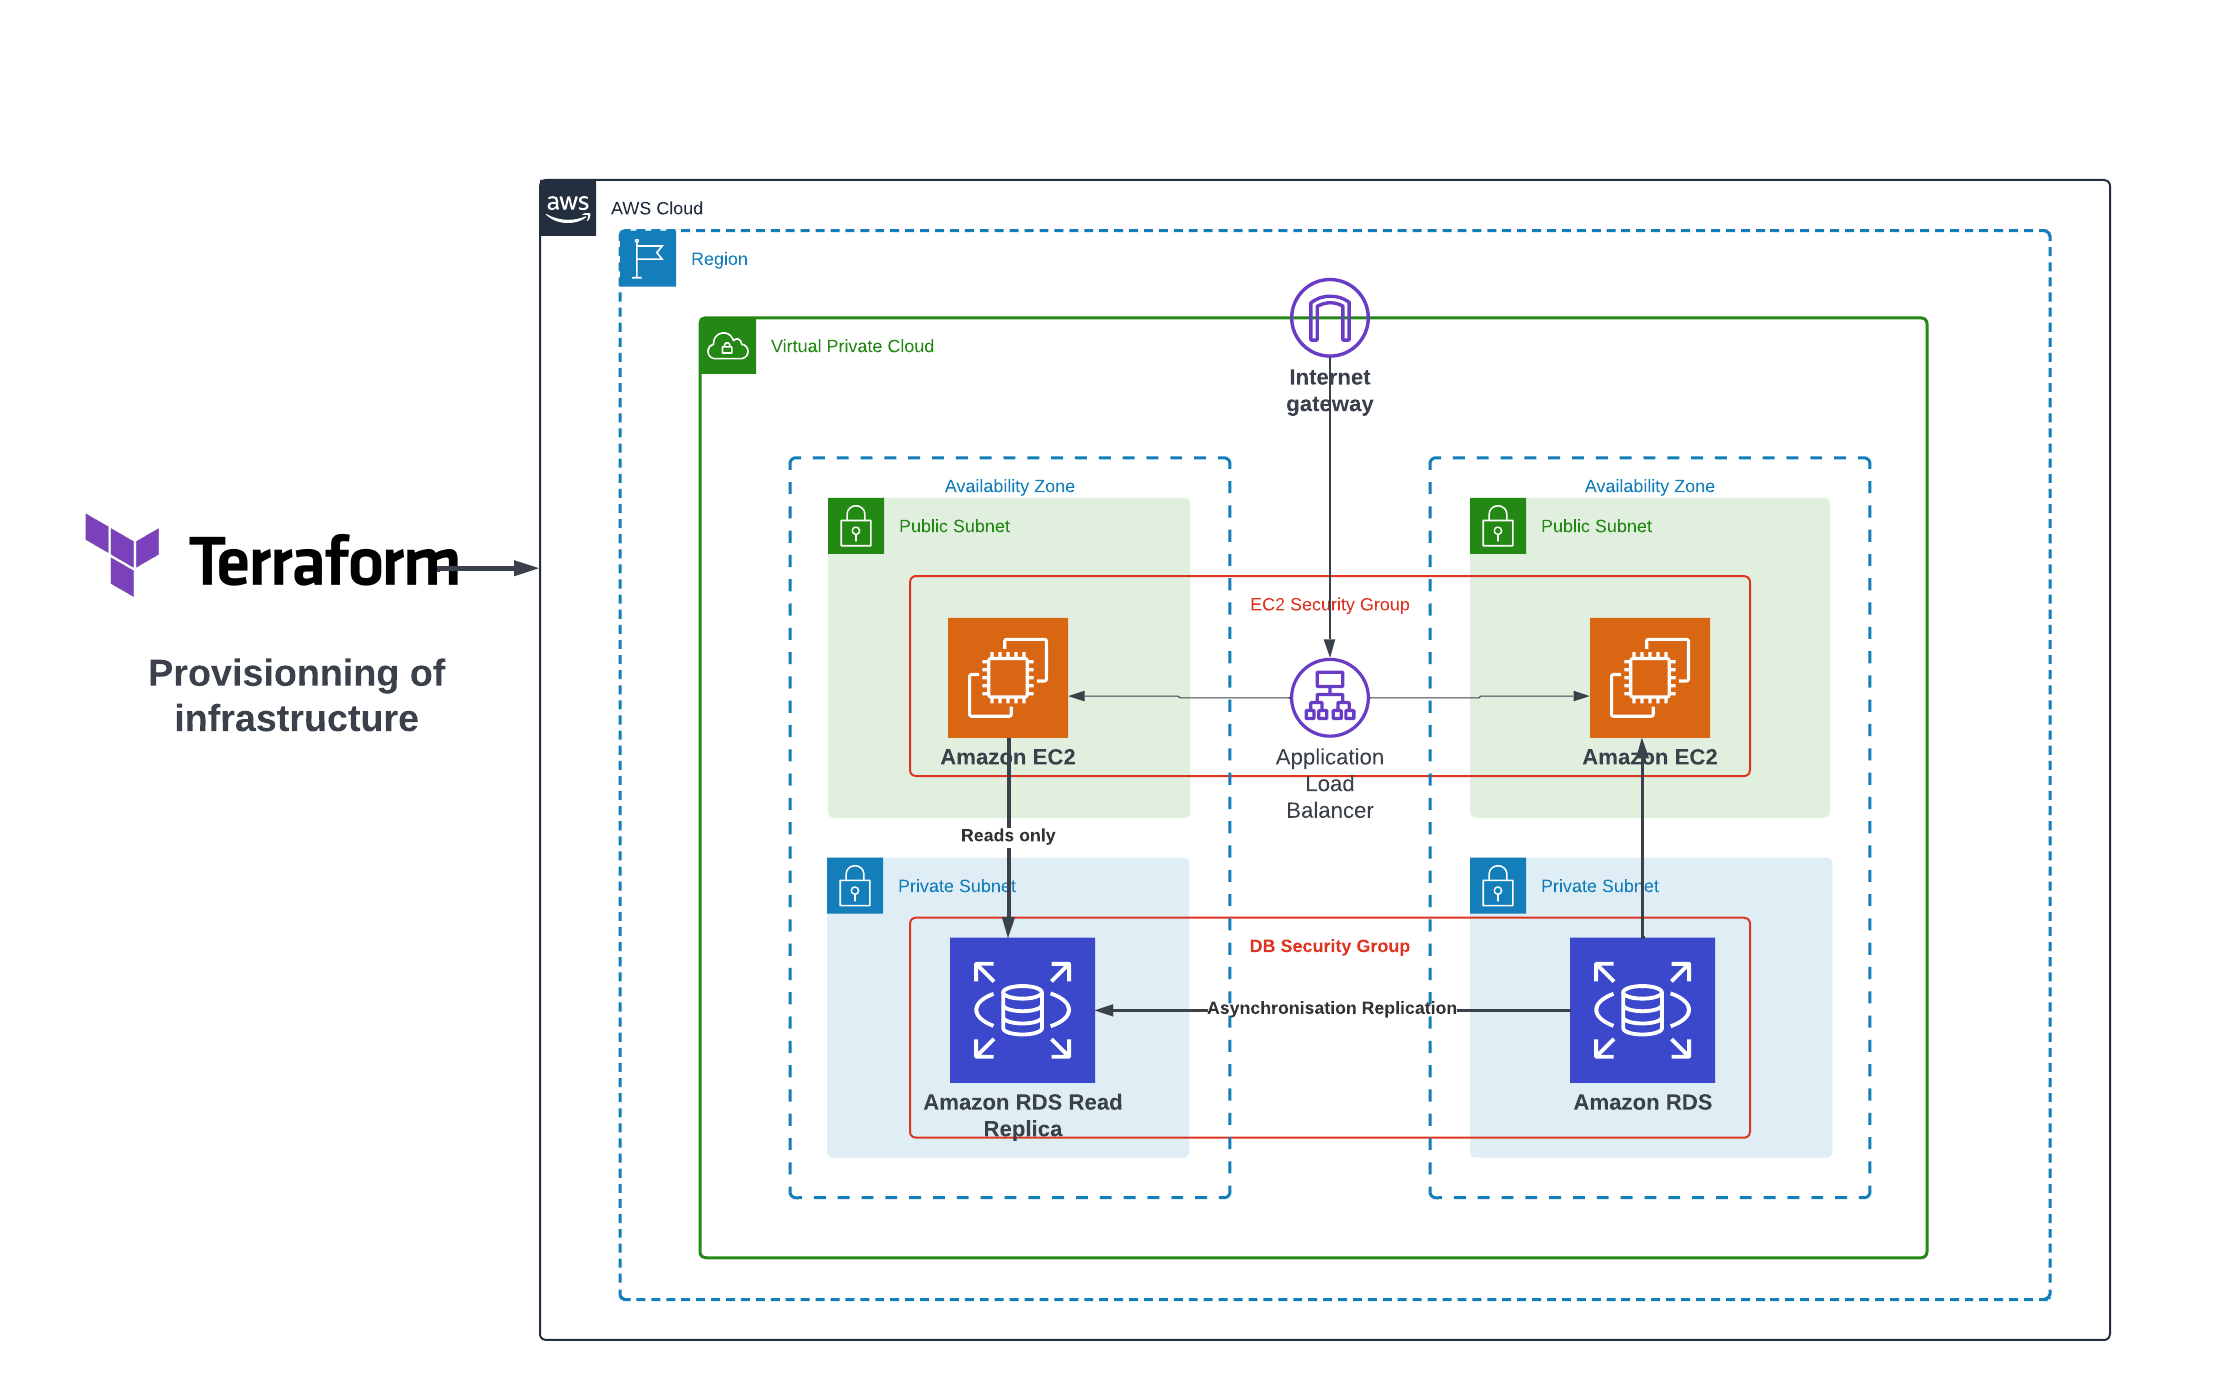 aws
AWS Cloud
Region
Virtual Private Cloud
Internet
gateway
Availability Zone
Availability Zone
Public Subnet
Public Subnet
Terraform
Provisionning of
infrastructure
EC2 Security Group
Amazon EC2
Application
Load
Balancer
Amazon EC2
Reads only
Private Subnet
Private Subnet
DB Security Group
Asynchronisation Replication
Amazon RDS Read
Replica
Amazon RDS